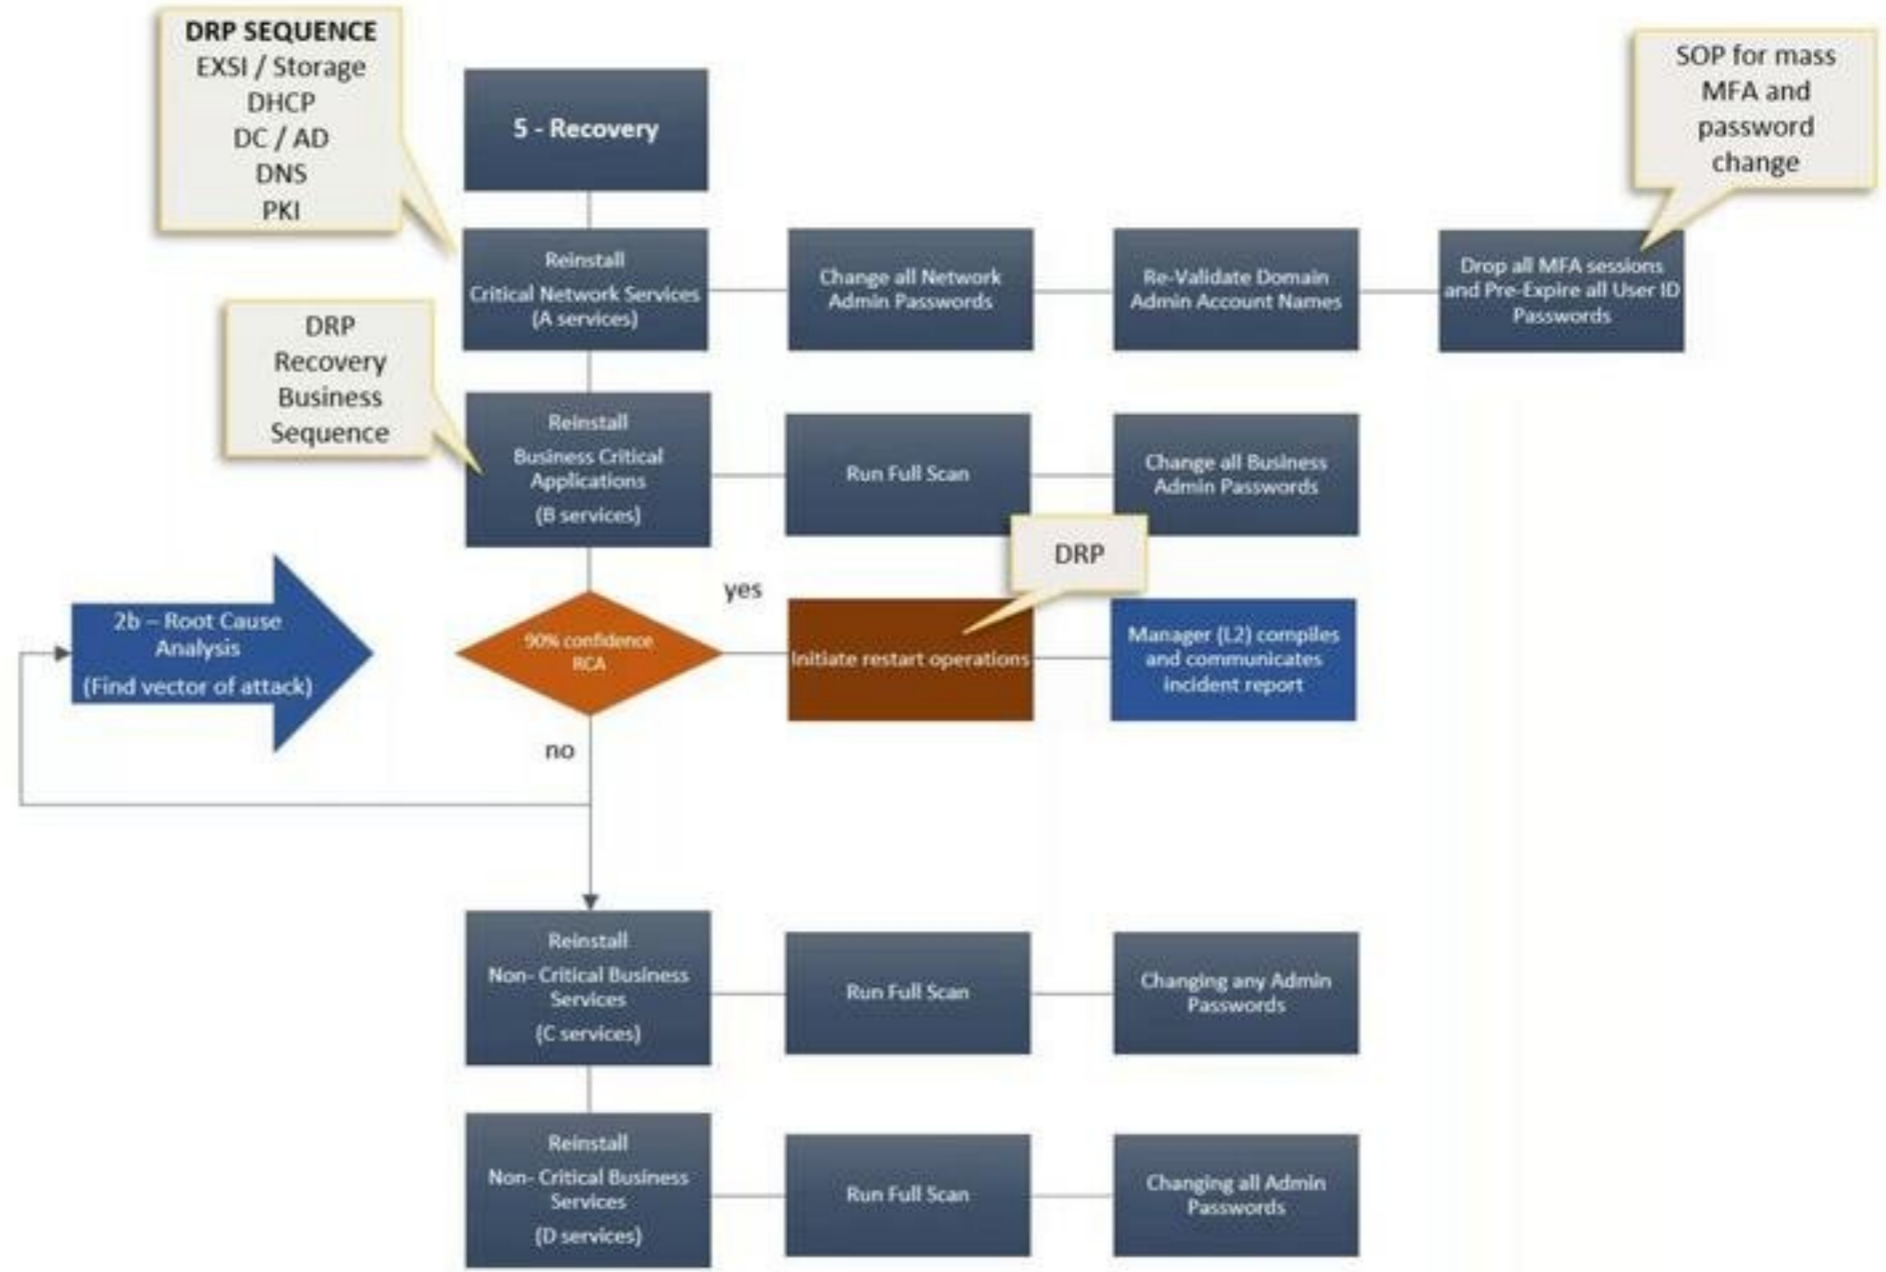 DRP SEQUENCE
EXSI / Storage
DHCP
DC / AD
DNS
PKI
5 - Recovery
SOP for mass
MFA and
password
change
Reinstall
Critical Network Services
(A services)
Change all Network
Admin Passwords
Re-Validate Domain
Admin Account Names
Drop all MFA sessions
and Pre-Expire all User ID
Passwords
DRP
Recovery
Business
Sequence
Reinstall
Business Critical
Applications
(B services)
Run Full Scan
Change all Business
Admin Passwords
DRP
2b – Root Cause
Analysis
(Find vector of attack)
90% confidence
RCA
yes
no
Initiate restart operations
Manager (L2) compiles
and communicates
incident report
Reinstall
Non- Critical Business
Services
(C services)
Run Full Scan
Changing any Admin
Passwords
Reinstall
Non- Critical Business
Services
(D services)
Run Full Scan
Changing all Admin
Passwords